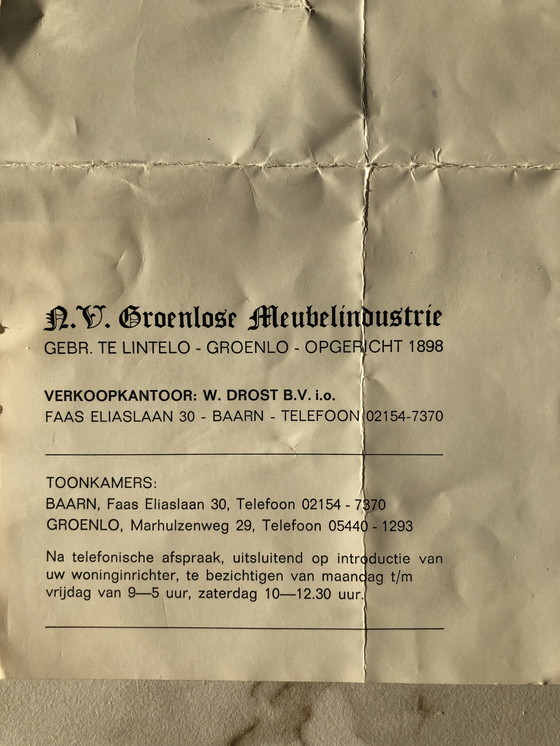 N.V. Groenlose Meubelindustrie
GEBR. TE LINTELO - GROENLO - OPGERICHT 1898
VERKOOPKANTOOR: W. DROST B.V. i.o.
FAAS ELIASLAAN 30 - BAARN - TELEFOON 02154-7370
TOONKAMERS:
BAARN, Faas Eliaslaan 30, Telefoon 02154 - 7370
GROENLO, Marhulzenweg 29, Telefoon 05440 - 1293
Na telefonische afspraak, uitsluitend op introductie van
uw woninginrichter, te bezichtigen van maandag t/m
vrijdag van 9—5 uur, zaterdag 10—12.30 uur.